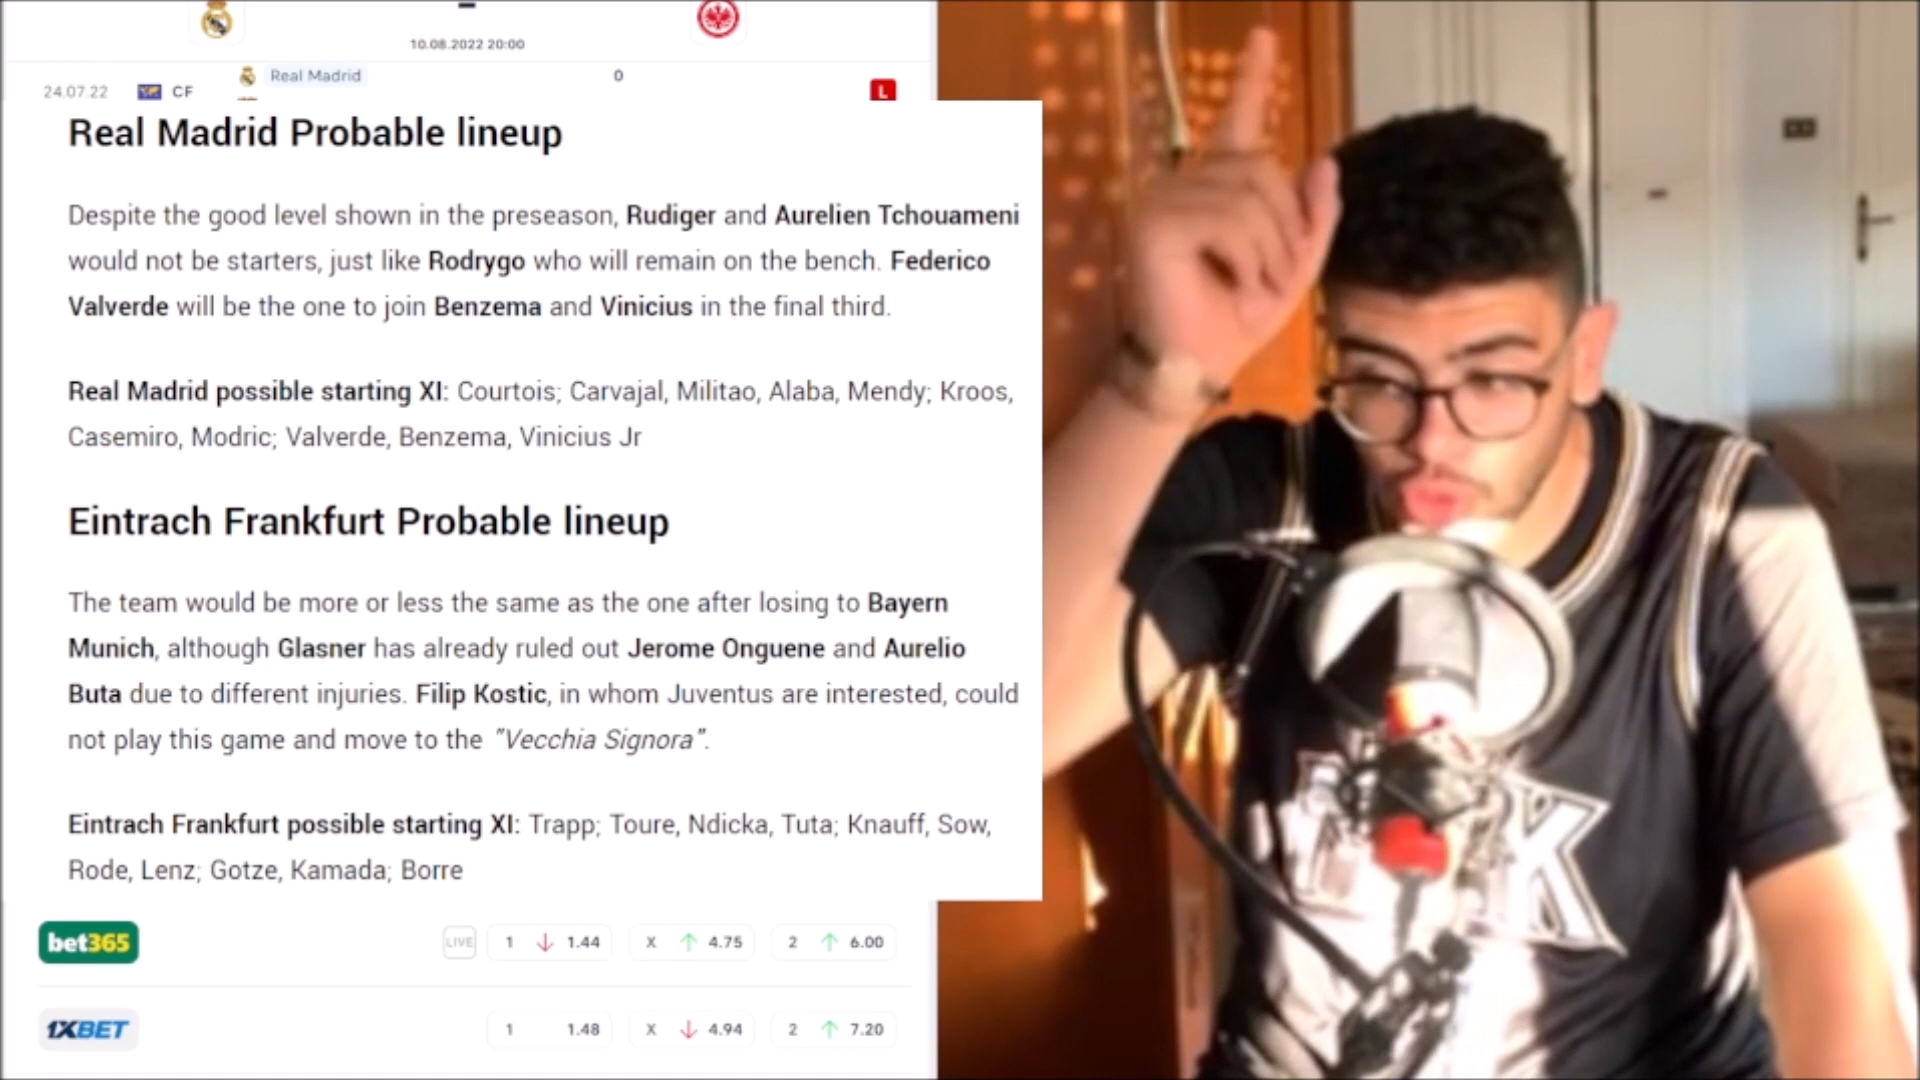 10.08.2022 20:00
Real Madrid 0
24.07.22 CF L
Real Madrid Probable lineup
Despite the good level shown in the preseason, Rudiger and Aurelien Tchouameni
would not be starters, just like Rodrygo who will remain on the bench. Federico
Valverde will be the one to join Benzema and Vinicius in the final third.
Real Madrid possible starting XI: Courtois; Carvajal, Militao, Alaba, Mendy; Kroos,
Casemiro, Modric; Valverde, Benzema, Vinicius Jr
Eintrach Frankfurt Probable lineup
The team would be more or less the same as the one after losing to Bayern
Munich, although Glasner has already ruled out Jerome Onguene and Aurelio
Buta due to different injuries. Filip Kostic, in whom Juventus are interested, could
not play this game and move to the "Vecchia Signora".
Eintrach Frankfurt possible starting XI: Trapp; Toure, Ndicka, Tuta; Knauff, Sow,
Rode, Lenz; Gotze, Kamada; Borre
bet365 LIVE 1 ↓ 1.44 X ↑ 4.75 2 ↑ 6.00
1XBET 1 1.48 X ↓ 4.94 2 ↑ 7.20
K